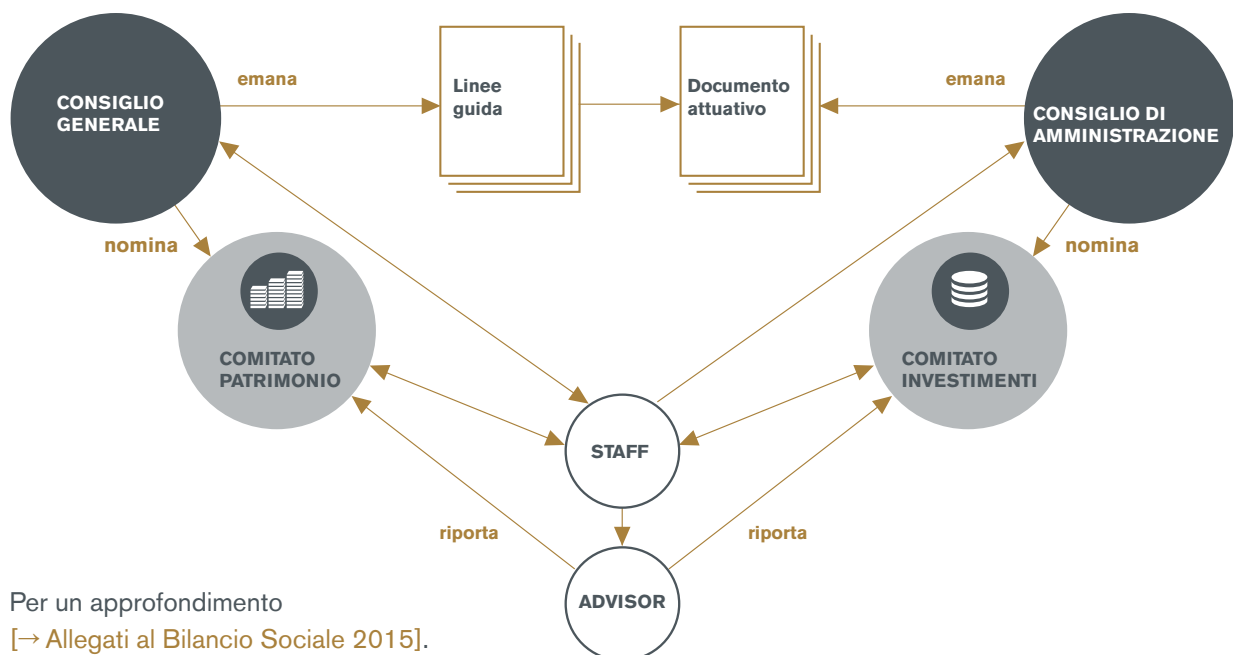 emana
emana
CONSIGLIO
GENERALE
Linee
guida
Documento
attuativo
CONSIGLIO DI
AMMINISTRAZIONE
nomina
nomina
COMITATO
PATRIMONIO
COMITATO
INVESTIMENTI
STAFF
riporta
riporta
ADVISOR
Per un approfondimento
[→ Allegati al Bilancio Sociale 2015].